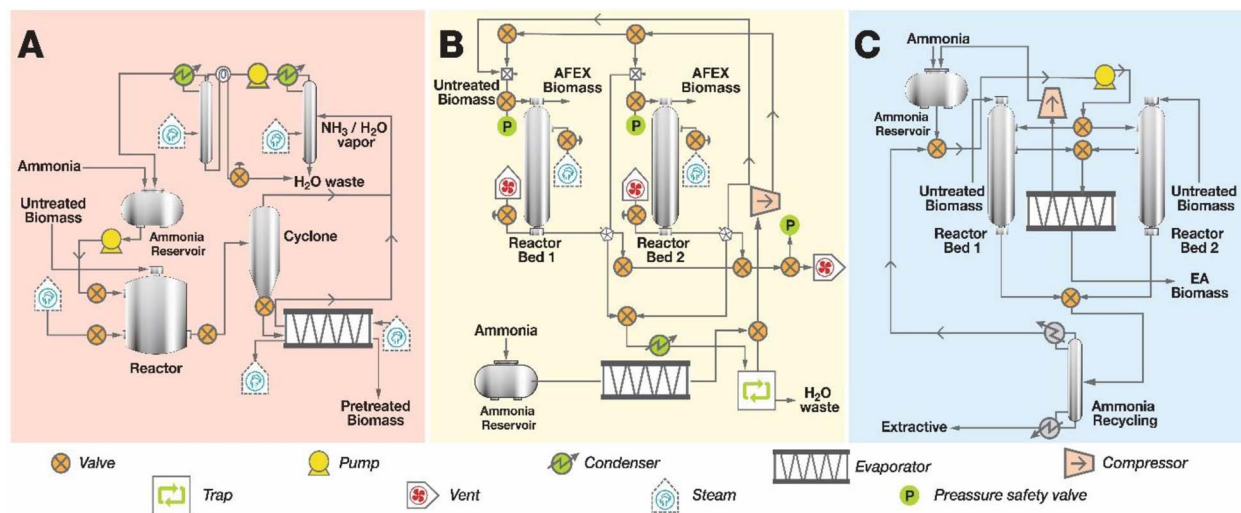 A
NH3 / H2O
vapor
Ammonia
H2O waste
Untreated
Biomass
Ammonia
Reservoir
Cyclone
Reactor
Pretreated
Biomass
B
AFEX
Biomass
AFEX
Biomass
Untreated
Biomass
P
P
P
Reactor
Bed 1
Reactor
Bed 2
Ammonia
Ammonia
Reservoir
H2O
waste
C
Ammonia
Ammonia
Reservoir
Untreated
Biomass
Untreated
Biomass
Reactor
Bed 1
Reactor
Bed 2
EA
Biomass
Ammonia
Recycling
Extractive
Valve
Pump
Condenser
Evaporator
Compressor
Trap
Vent
Steam
P
Preassure safety valve